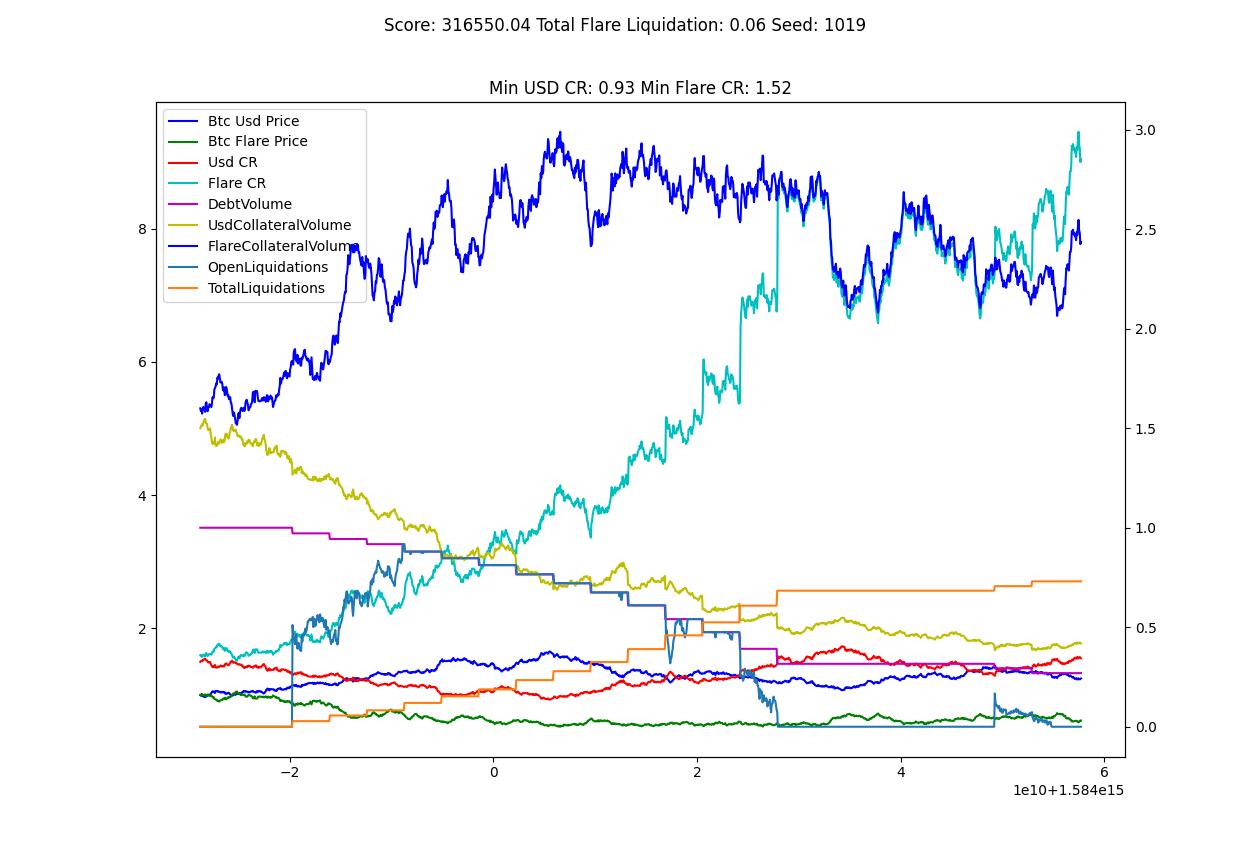 Score: 316550.04 Total Flare Liquidation: 0.06 Seed: 1019
Min USD CR: 0.93 Min Flare CR: 1.52
Btc Usd Price
Btc Flare Price
Usd CR
Flare CR
DebtVolume
UsdCollateralVolume
FlareCollateralVolume
OpenLiquidations
TotalLiquidations
8
6
4
2
3.0
2.5
2.0
1.5
1.0
0.5
0.0
−2 0 2 4 6
1e10+1.584e15